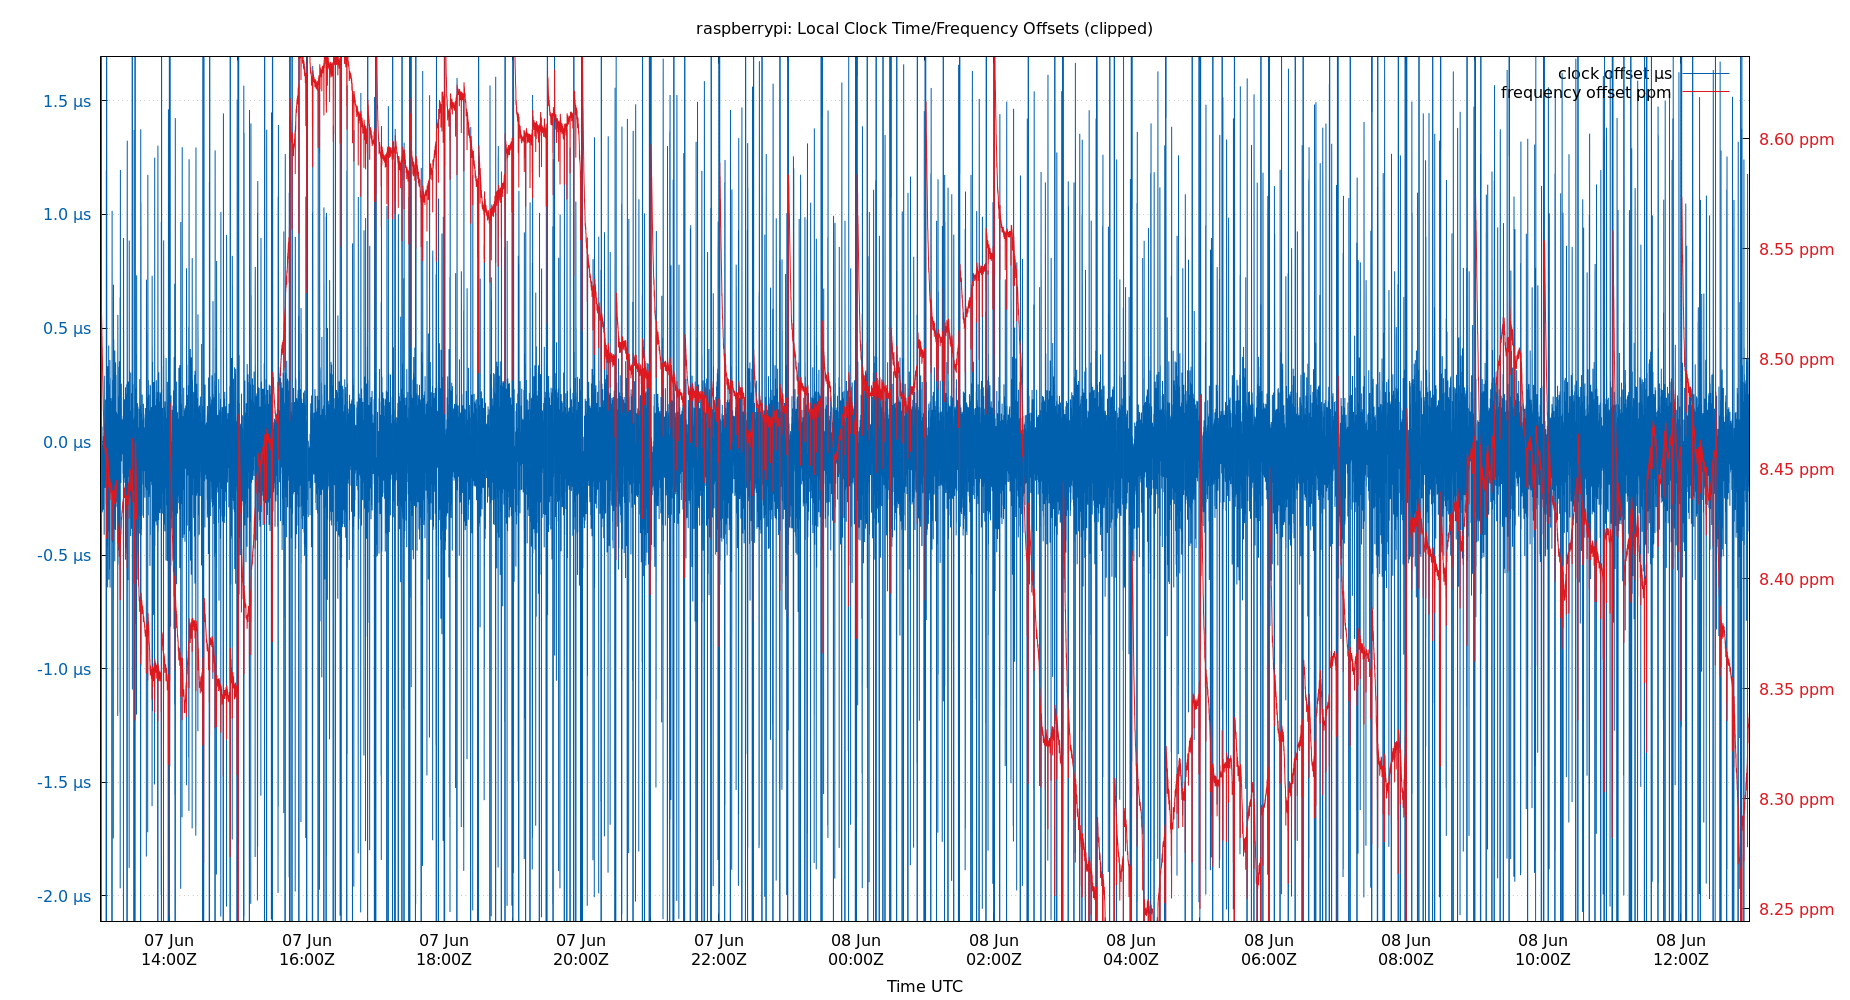 raspberrypi: Local Clock Time/Frequency Offsets (clipped)
clock offset µs
frequency offset ppm
1.5 µs
1.0 µs
0.5 µs
0.0 µs
-0.5 µs
-1.0 µs
-1.5 µs
-2.0 µs
8.60 ppm
8.55 ppm
8.50 ppm
8.45 ppm
8.40 ppm
8.35 ppm
8.30 ppm
8.25 ppm
07 Jun 07 Jun 07 Jun 07 Jun 07 Jun 08 Jun 08 Jun 08 Jun 08 Jun 08 Jun 08 Jun 08 Jun
14:00Z 16:00Z 18:00Z 20:00Z 22:00Z 00:00Z 02:00Z 04:00Z 06:00Z 08:00Z 10:00Z 12:00Z
Time UTC